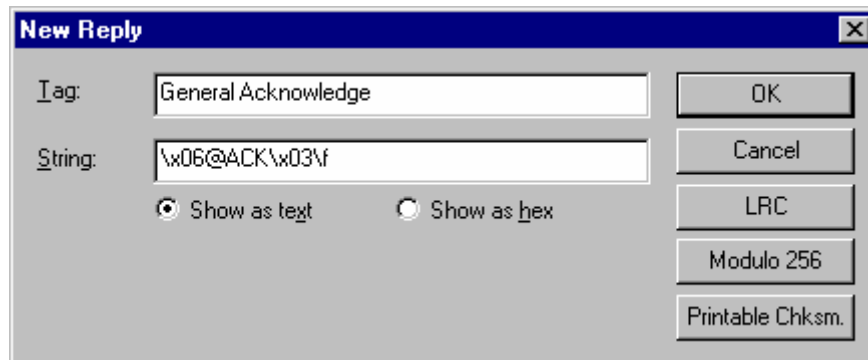 New Reply
Tag: General Acknowledge
OK
String: \x06@ACK\x03\f
Cancel
Show as text Show as hex
LRC
Modulo 256
Printable Chksm.